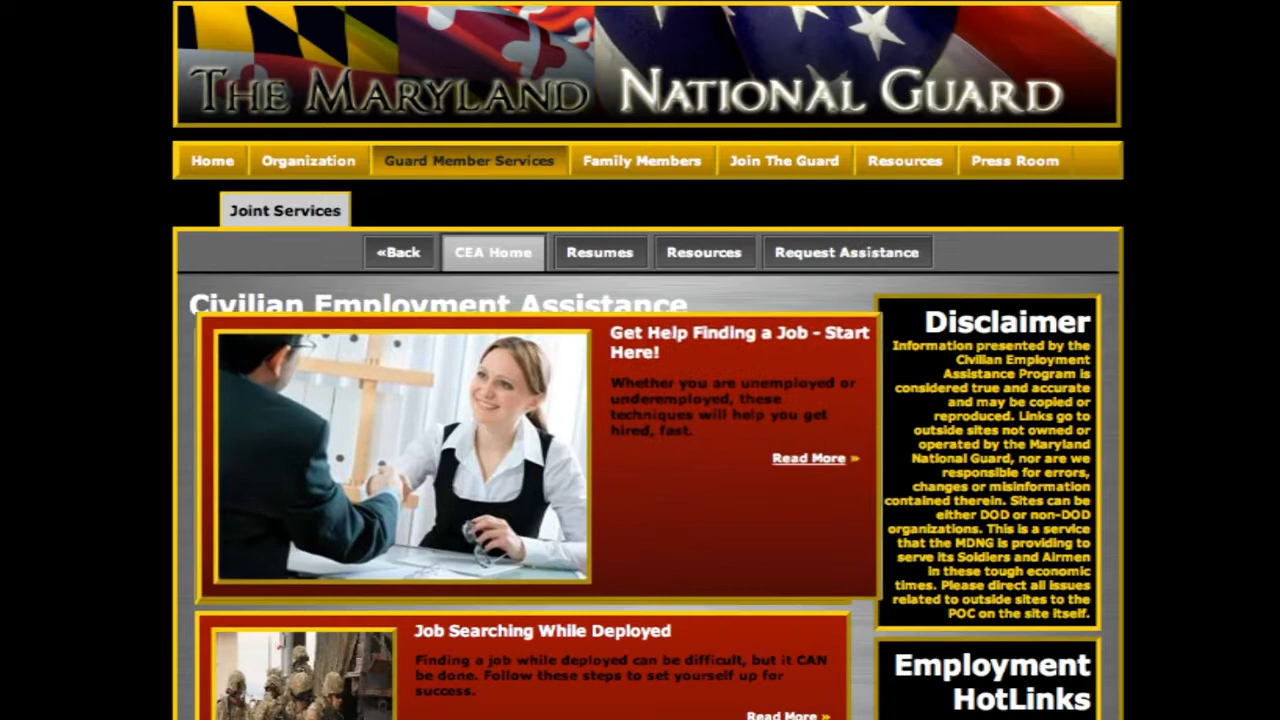 THE MARYLAND NATIONAL GUARD
Home Organization Guard Member Services Family Members Join The Guard Resources Press Room
Joint Services
«Back CEA Home Resumes Resources Request Assistance
Civilian Employment Assistance
Get Help Finding a Job - Start
Here!
Whether you are unemployed or
underemployed, these
techniques will help you get
hired, fast.
Read More »
Job Searching While Deployed
Finding a job while deployed can be difficult, but it CAN
be done. Follow these steps to set yourself up for
success.
Read More »
Disclaimer
Information presented by the
Civilian Employment
Assistance Program is
considered true and accurate
and may be copied or
reproduced. Links go to
outside sites not owned or
operated by the Maryland
National Guard, nor are we
responsible for errors,
changes or misinformation
contained therein. Sites can be
either DOD or non-DOD
organizations. This is a service
that the MDNG is providing to
serve its Soldiers and Airmen
in these tough economic
times. Please direct all issues
related to outside sites to the
POC on the site itself.
Employment
HotLinks